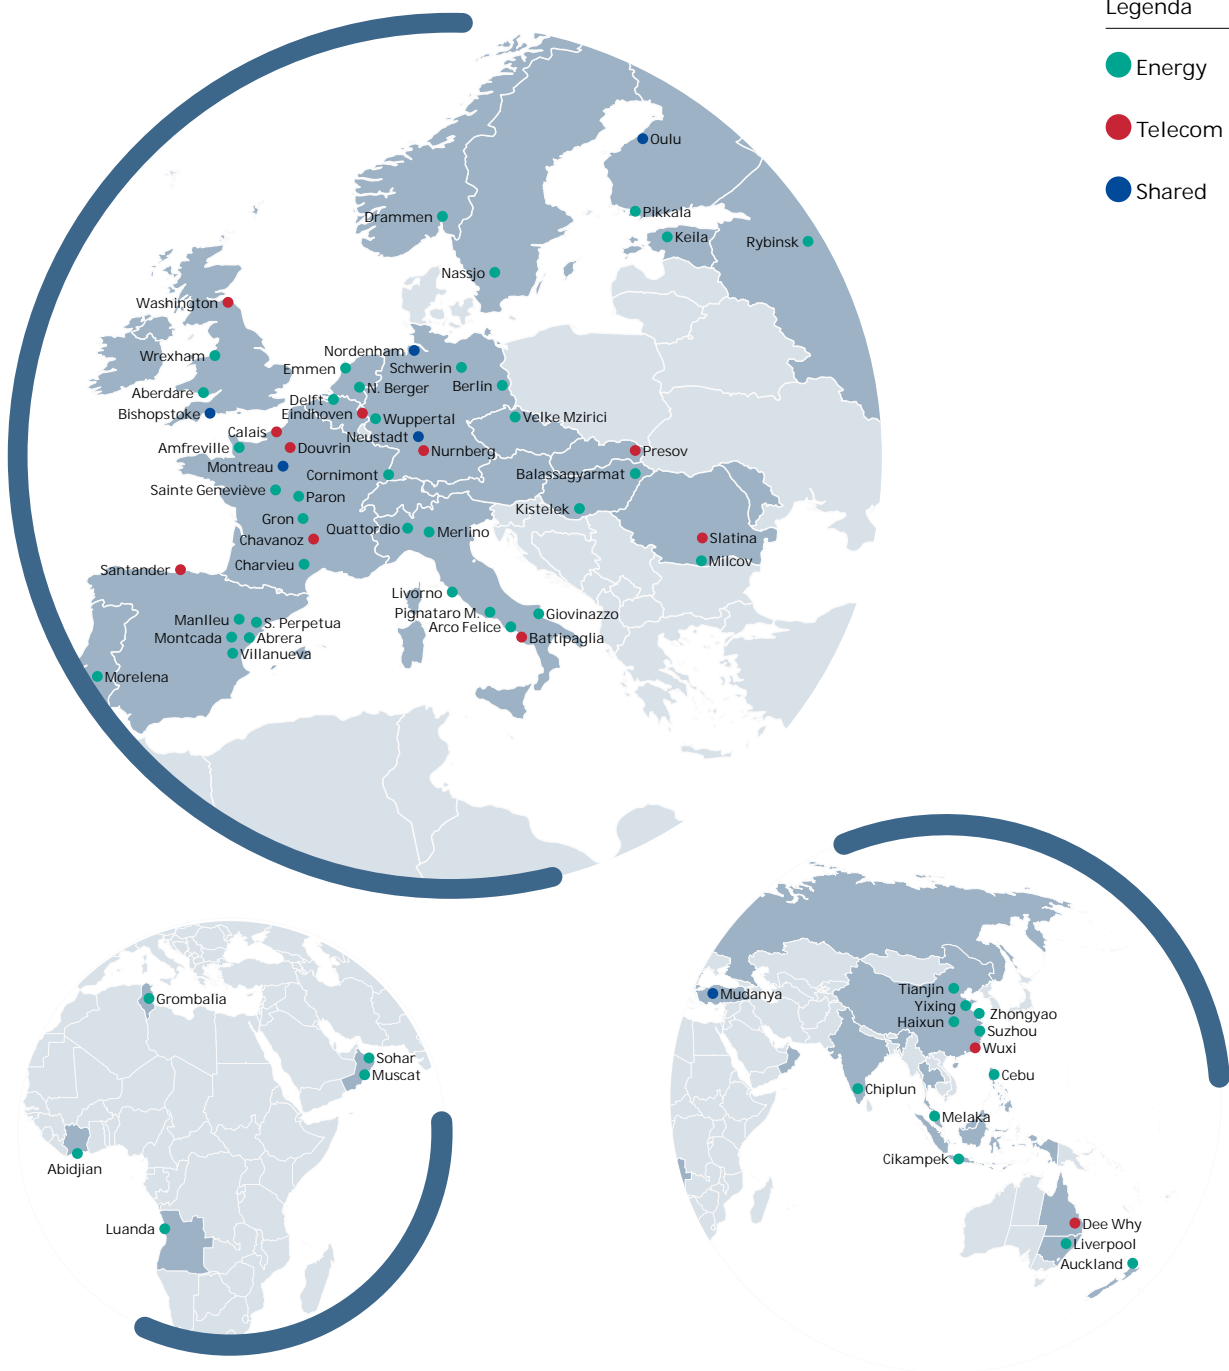 Legenda
Energy
Telecom
Shared
Oulu
Drammen
Pikkala
Keila
Rybinsk
Nassjo
Washington
Nordenham
Wrexham
Emmen
Schwerin
N. Berger
Berlin
Aberdare
Delft
Bishopstoke
Eindhoven
Wuppertal
Velke Mzirici
Calais
Neustadt
Amfreville
Douvrin
Nurnberg
Presov
Montreau
Cornimont
Balassagyarmat
Sainte Geneviève
Paron
Kistelek
Gron
Quattordio
Merlino
Chavanoz
Slatina
Charvieu
Milcov
Santander
Livorno
Pignataro M.
Giovinazzo
Manlleu
S. Perpetua
Arco Felice
Montcada
Abrera
Battipaglia
Villanueva
Morelena
Grombalia
Sohar
Muscat
Abidjian
Luanda
Mudanya
Tianjin
Yixing
Zhongyao
Haixun
Suzhou
Wuxi
Cebu
Chiplun
Melaka
Cikampek
Dee Why
Liverpool
Auckland